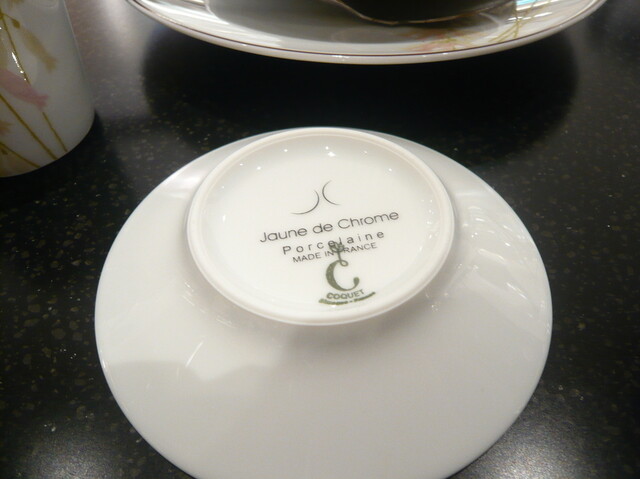 Jaune de Chrome
Porcelaine
MADE IN FRANCE
C
COQUET